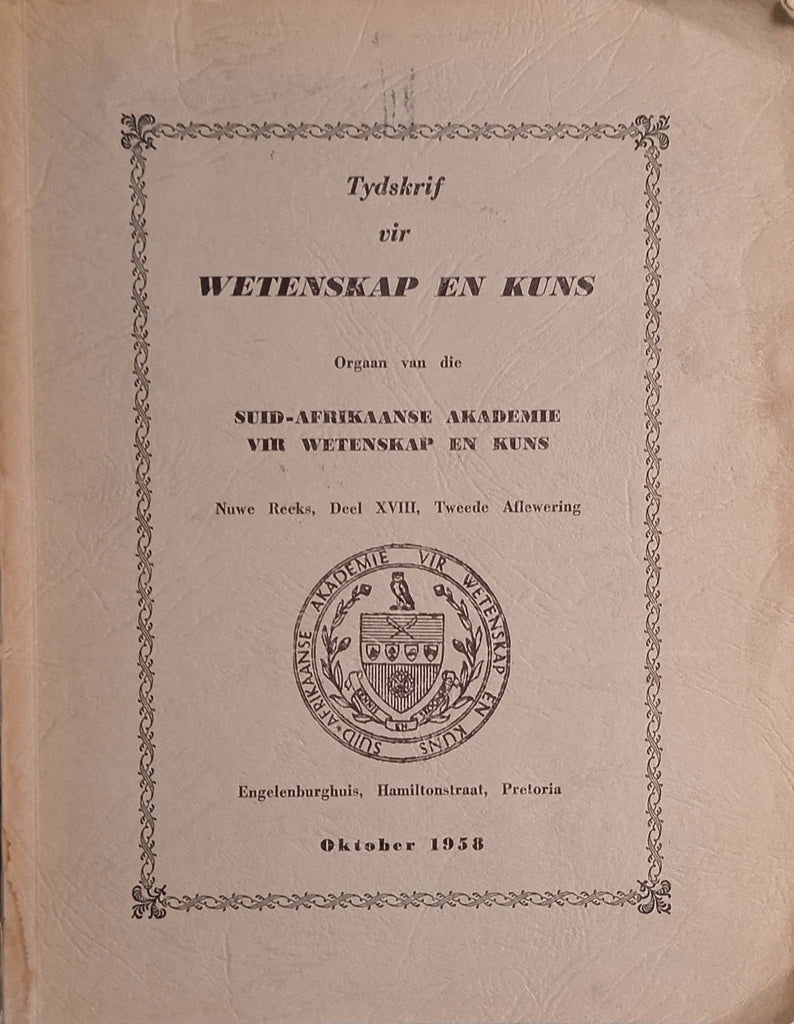 Tydskrif
vir
WETENSKAP EN KUNS
Orgaan van die
SUID-AFRIKAANSE AKADEMIE
VIR WETENSKAP EN KUNS
Nuwe Reeks, Deel XVIII, Tweede Aflewering
SUID-AFRIKAANSE AKADEMIE VIR WETENSKAP EN KUNS
Engelenburghuis, Hamiltonstraat, Pretoria
Oktober 1958